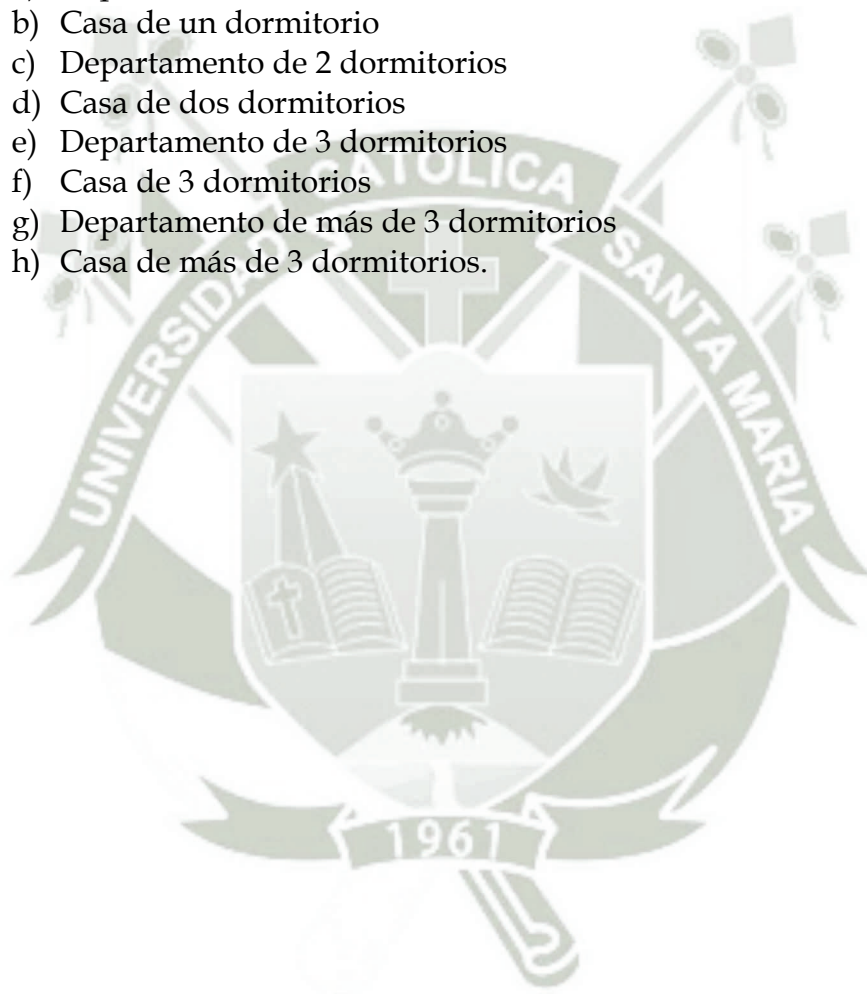 b) Casa de un dormitorio
c) Departamento de 2 dormitorios
d) Casa de dos dormitorios
e) Departamento de 3 dormitorios
f) Casa de 3 dormitorios
g) Departamento de más de 3 dormitorios
h) Casa de más de 3 dormitorios.
UNIVERSIDAD CATOLICA SANTA MARIA
1961